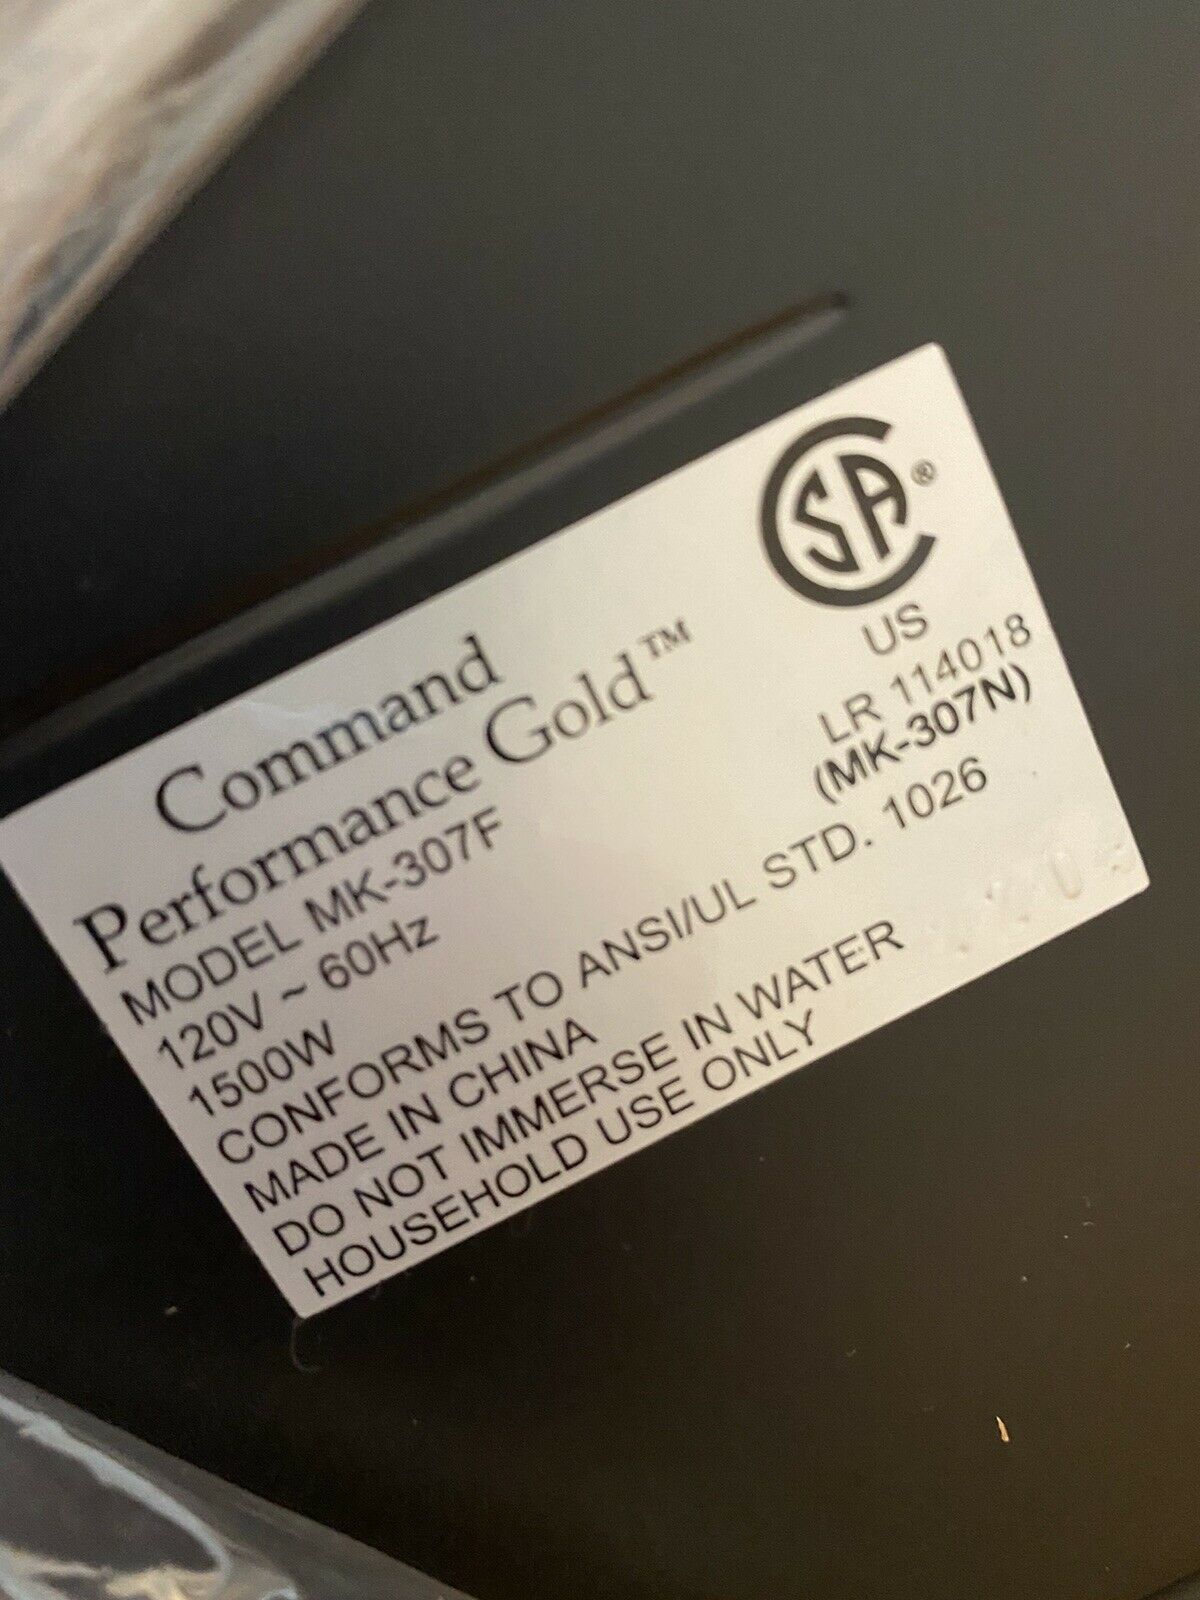 Command
Performance Gold™
MODEL MK-307F
120V ~ 60Hz
1500W
CONFORMS TO ANSI/UL STD. 1026
MADE IN CHINA
DO NOT IMMERSE IN WATER
HOUSEHOLD USE ONLY
CSA®
US
LR 114018
(MK-307N)